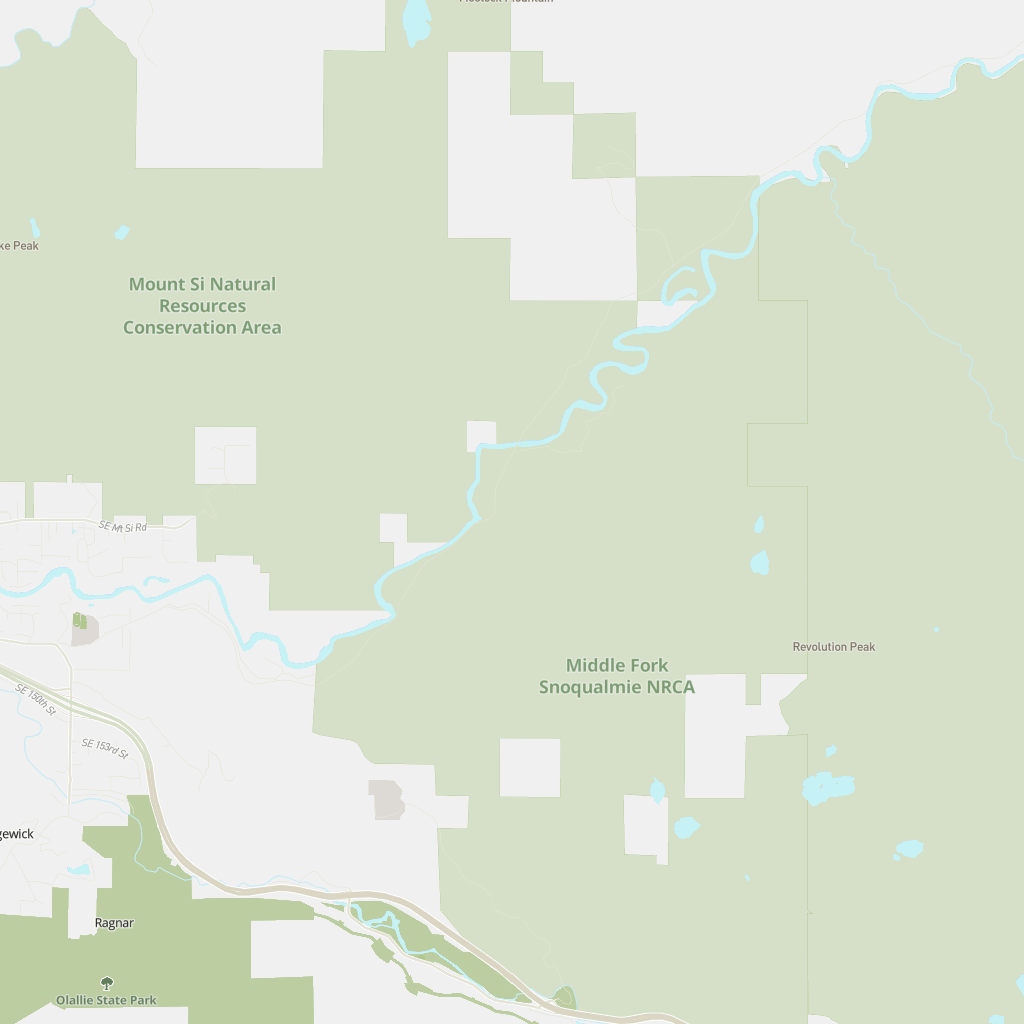 Mount Si Natural
Resources
Conservation Area
SE Mt Si Rd
Revolution Peak
Middle Fork
Snoqualmie NRCA
SE 150th St
SE 153rd St
Ragnar
Olallie State Park